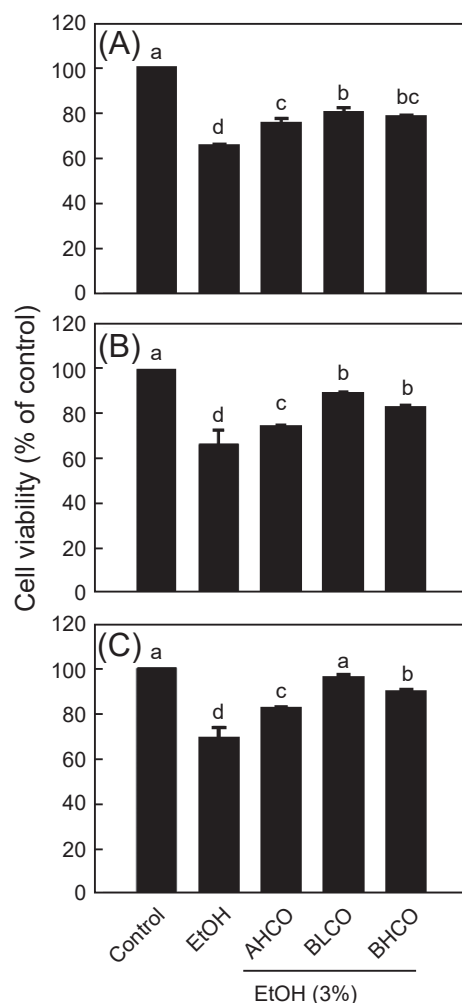 Cell viability (% of control)
(A)
120
100
80
60
40
20
0
a
d
c
b
bc
(B)
120
100
80
60
40
20
0
a
d
c
b
b
(C)
120
100
80
60
40
20
0
a
d
c
a
b
Control
EtOH
AHCO
BLCO
BHCO
EtOH (3%)